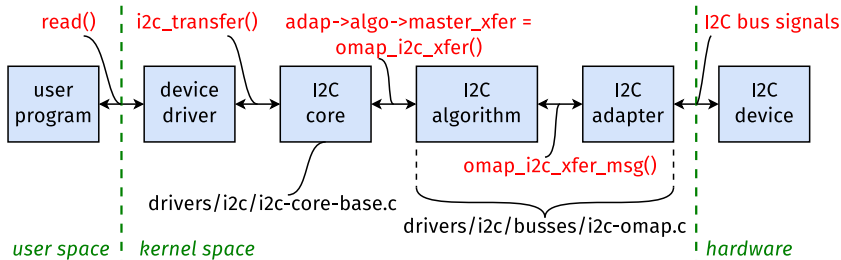 read()
i2c_transfer()
adap->algo->master_xfer =
omap_i2c_xfer()
I2C bus signals
user
program
device
driver
I2C
core
I2C
algorithm
I2C
adapter
I2C
device
omap_i2c_xfer_msg()
drivers/i2c/i2c-core-base.c
drivers/i2c/busses/i2c-omap.c
user space
kernel space
hardware